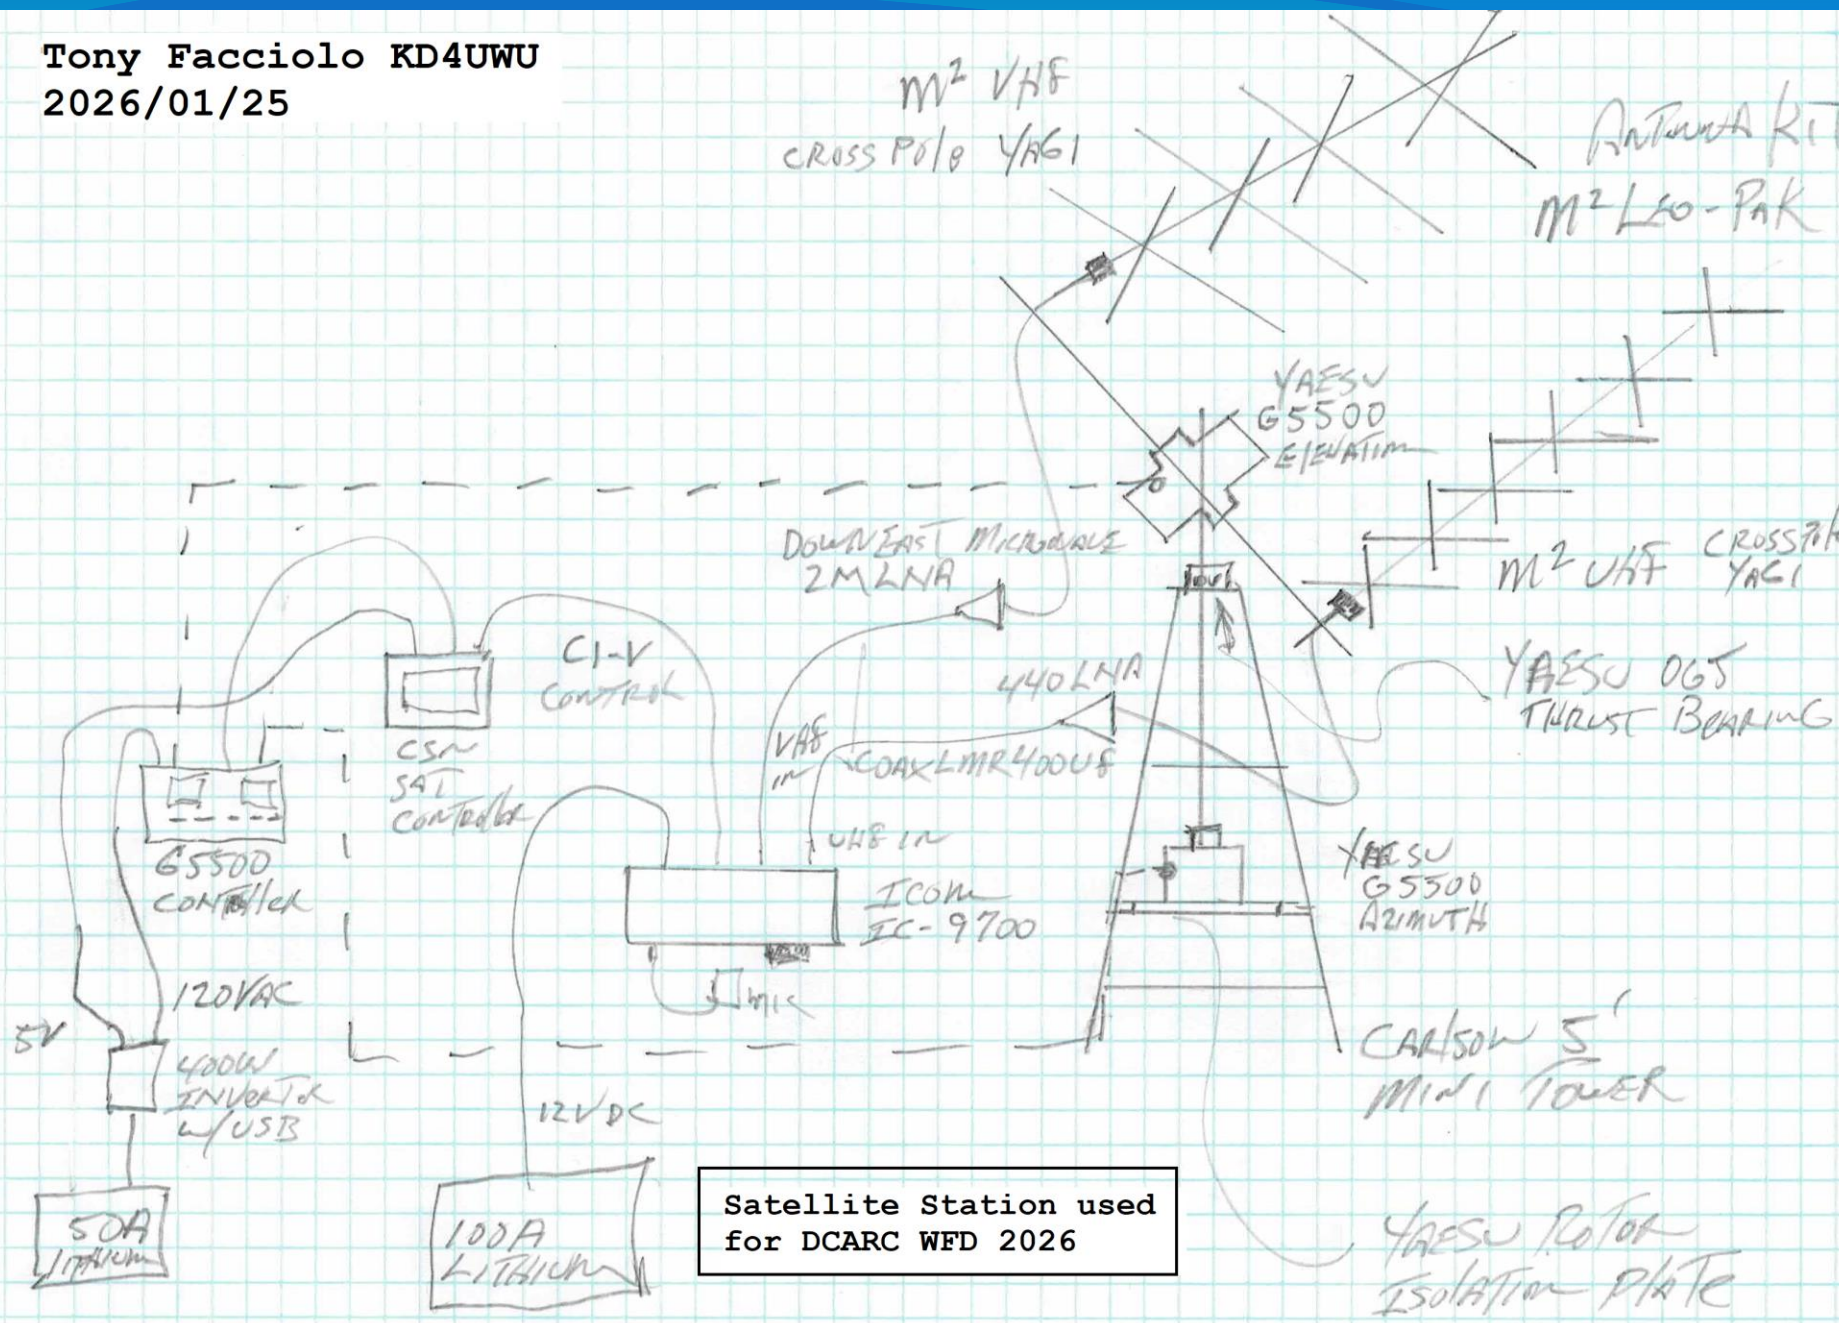 Tony Facciolo KD4UWU
2026/01/25
M² VHF
CROSS Pole YAGI
ANTENNA KIT
M² LEO-PAK
YAESU
G5500
ELEVATION
DOWN EAST MICROWAVE
2M LNA
M² UHF
CROSS
YAGI
CI-V
CONTROL
440 LNA
YAESU 065
THRUST BEARING
CSN
SAT
CONTROLLER
VHF
IN
COAX LMR400UF
UHF IN
G5500
CONTROLLER
ICOM
IC-9700
YAESU
G5500
AZIMUTH
MIC
120VAC
5V
400W
INVERTER
W/USB
12VDC
CARLSON 5'
MINI TOWER
50A
LITHIUM
100A
LITHIUM
Satellite Station used
for DCARC WFD 2026
YAESU ROTOR
ISOLATION PLATE